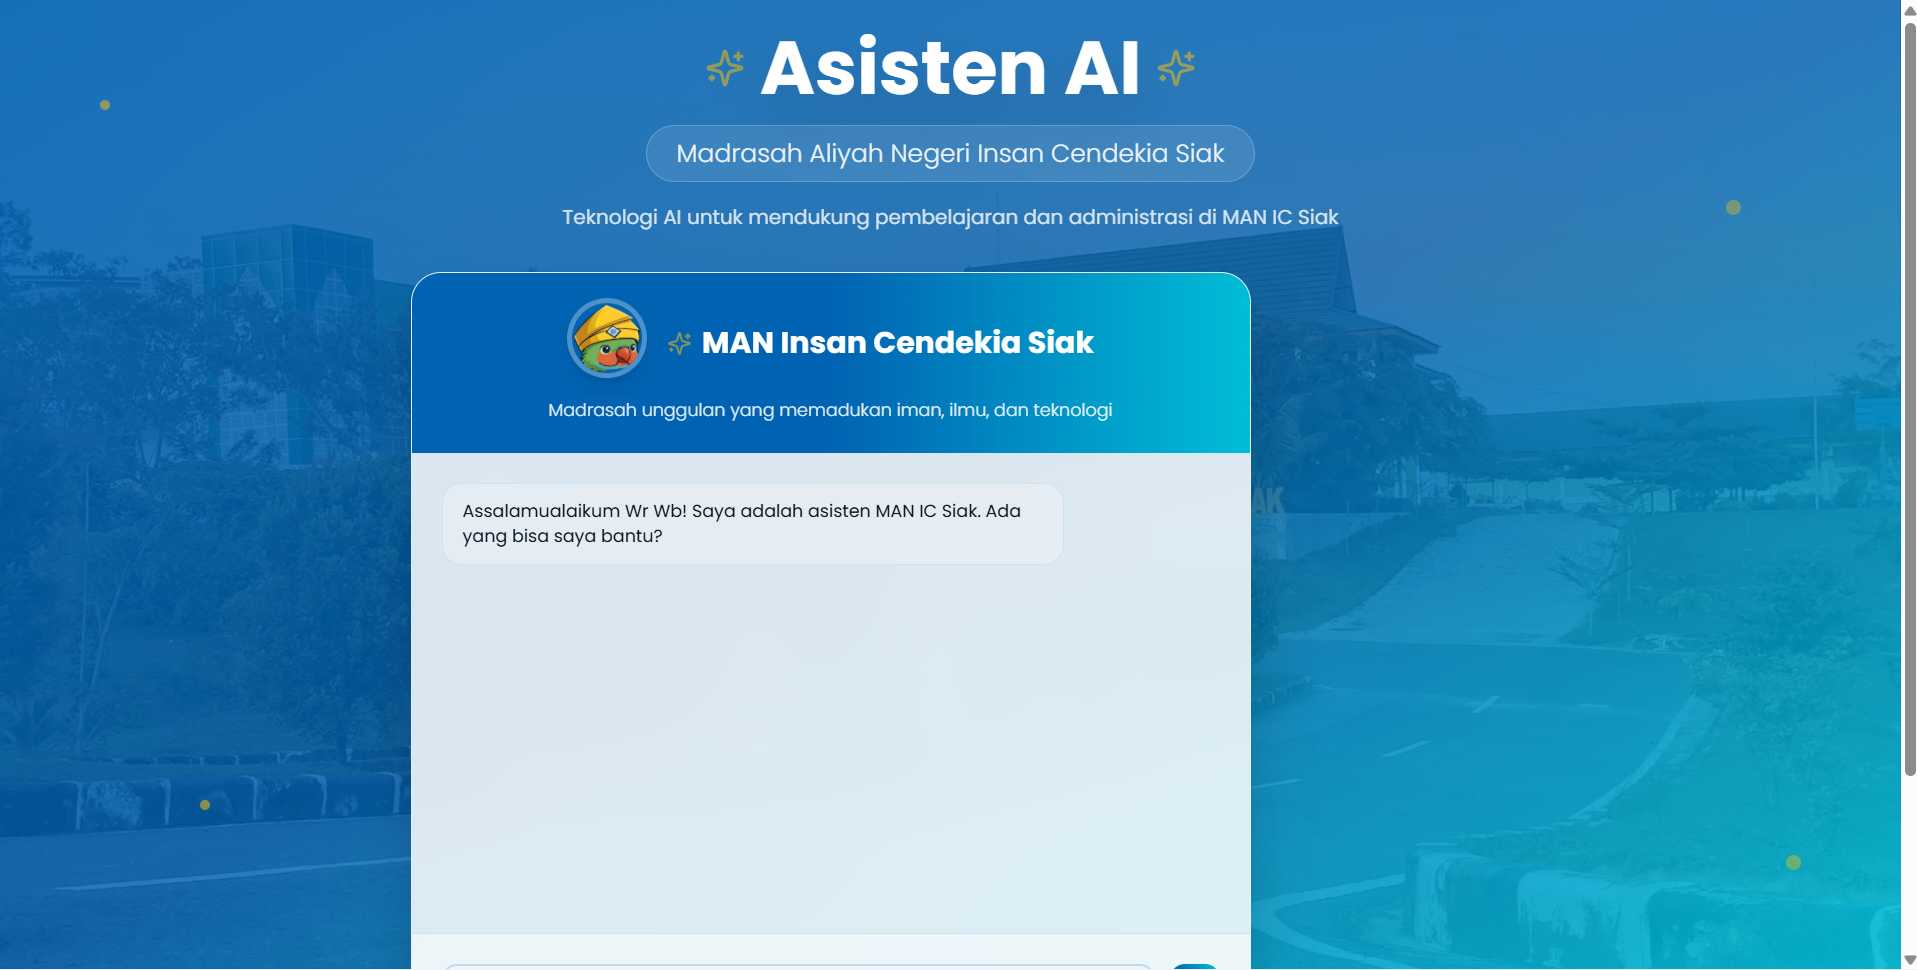 Asisten AI
Madrasah Aliyah Negeri Insan Cendekia Siak
Teknologi AI untuk mendukung pembelajaran dan administrasi di MAN IC Siak
MAN Insan Cendekia Siak
Madrasah unggulan yang memadukan iman, ilmu, dan teknologi
Assalamualaikum Wr Wb! Saya adalah asisten MAN IC Siak. Ada
yang bisa saya bantu?
AK